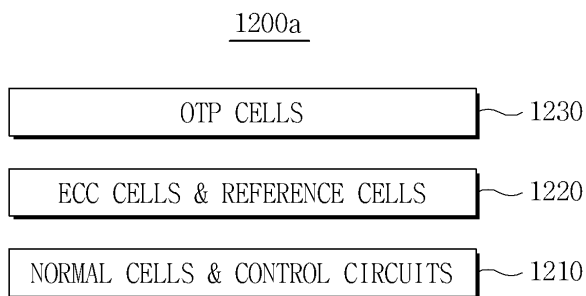 1200a
OTP CELLS 1230
ECC CELLS & REFERENCE CELLS 1220
NORMAL CELLS & CONTROL CIRCUITS 1210